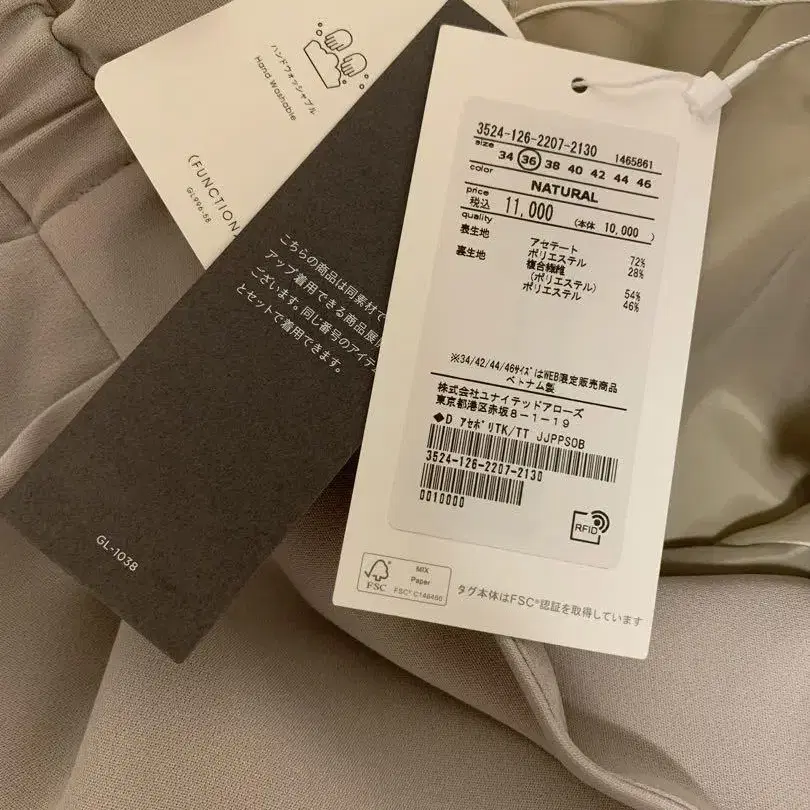 ハンドウォッシャブル
Hand Washable
(FUNCTION
GL996-58
こちらの商品は同素材で
アップ着用できる商品展開
ございます。同じ番号のアイテ
とセットで着用できます。
GL-1038
3524-126-2207-2130 1465861
size 34 36 38 40 42 44 46
color NATURAL
price 税込 11,000 (本体 10,000 )
quality
表生地 アセテート 72%
ポリエステル 28%
裏生地 複合繊維
(ポリエステル) 54%
ポリエステル 46%
※34/42/44/46サイズはWEB限定販売商品
ベトナム製
株式会社ユナイテッドアローズ
東京都港区赤坂8-1-19
◆D アセポリTK/TT JJPPSOB
3524-126-2207-2130
0010000
RFID
FSC MIX
Paper
FSC® C146466
タグ本体はFSC®認証を取得しています